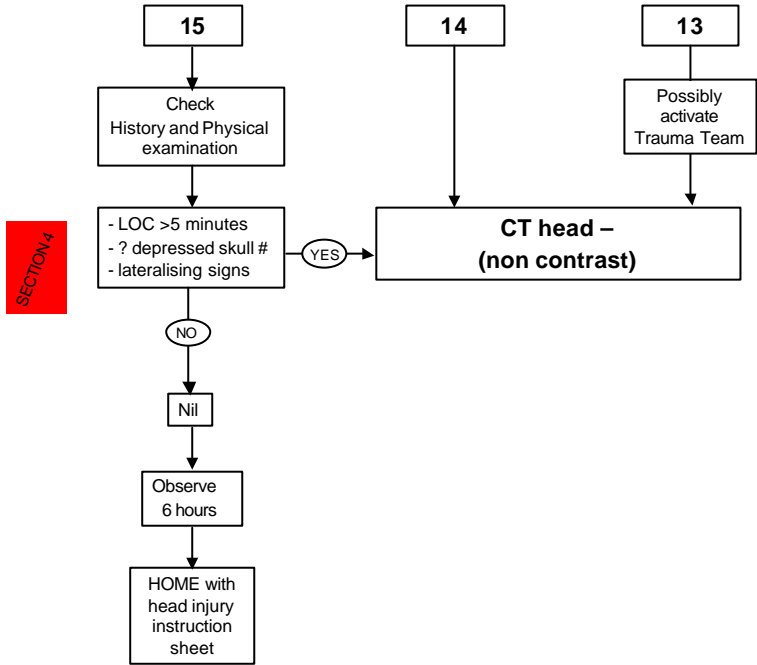 15
14
13
Check
History and Physical
examination
Possibly
activate
Trauma Team
- LOC >5 minutes
- ? depressed skull #
- lateralising signs
YES
CT head –
(non contrast)
SECTION 4
NO
Nil
Observe
6 hours
HOME with
head injury
instruction
sheet